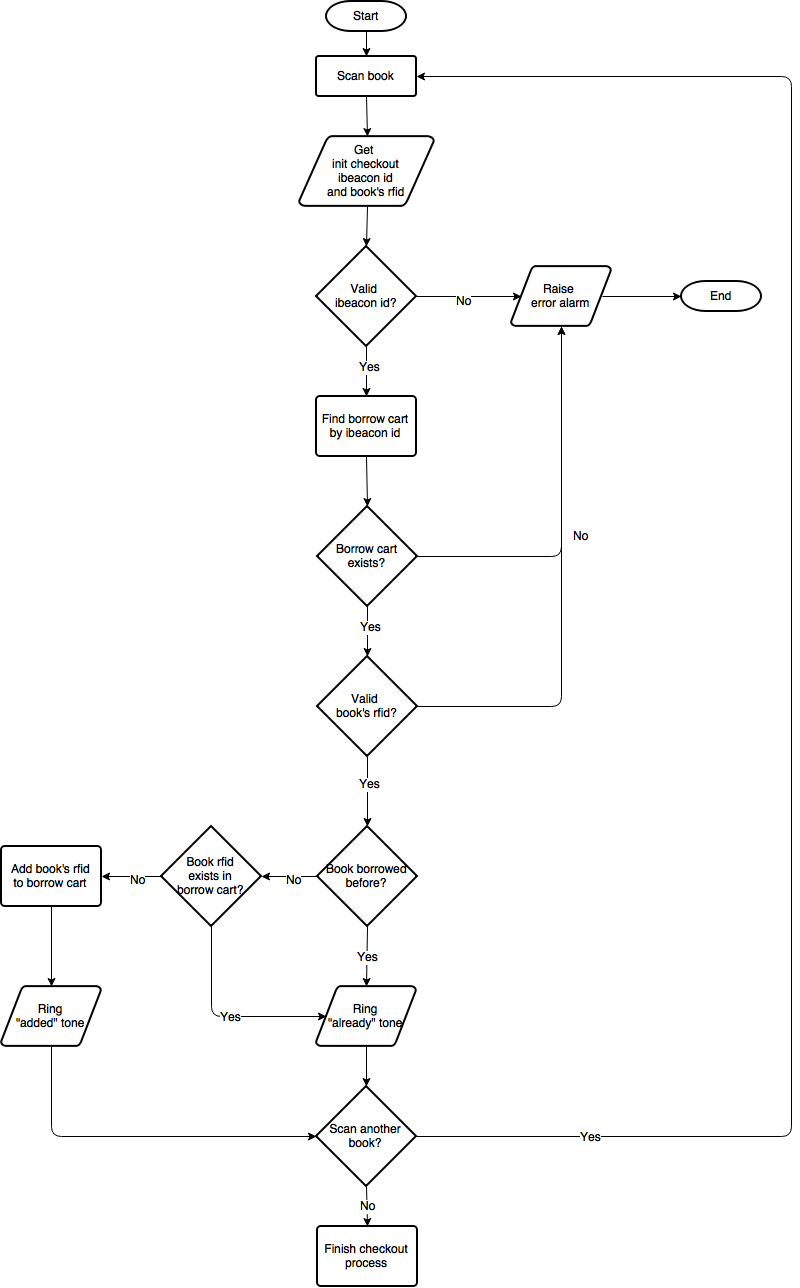 Start
Scan book
Get
init checkout
ibeacon id
and book's rfid
Valid
ibeacon id?
No
Raise
error alarm
End
Yes
Find borrow cart
by ibeacon id
Borrow cart
exists?
No
Yes
Valid
book's rfid?
Yes
Book borrowed
before?
No
Book rfid
exists in
borrow cart?
No
Add book's rfid
to borrow cart
Yes
Yes
Ring
"added" tone
Ring
"already" tone
Scan another
book?
Yes
No
Finish checkout
process